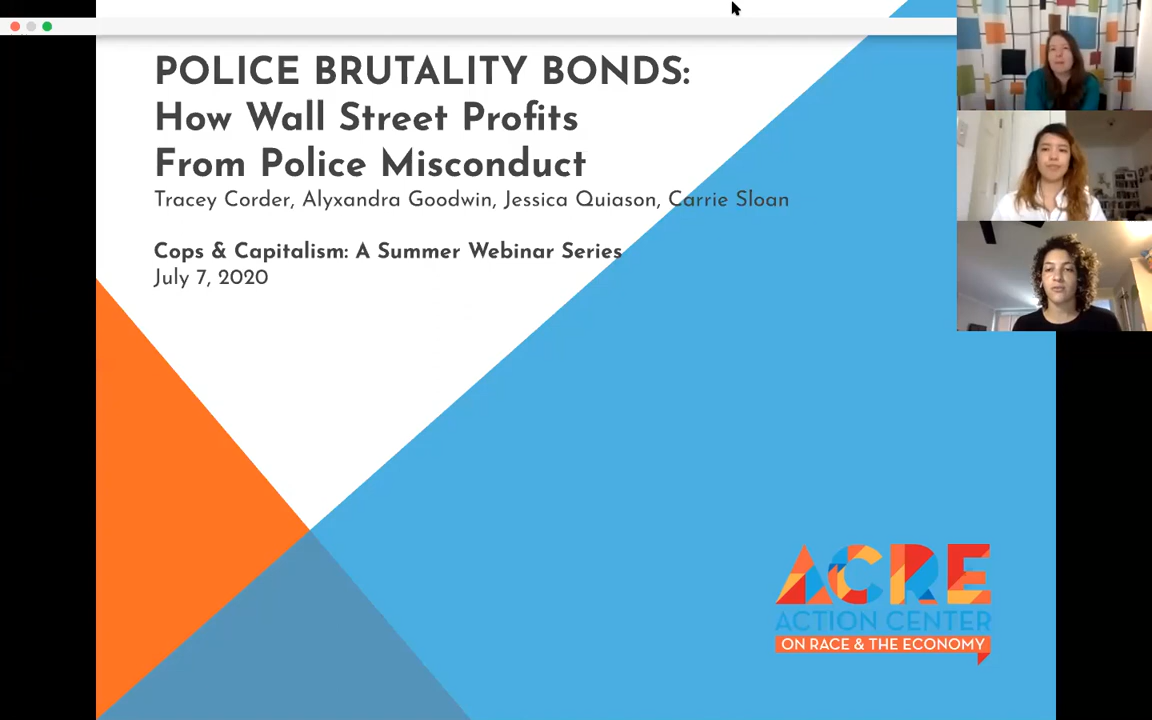 POLICE BRUTALITY BONDS:
How Wall Street Profits
From Police Misconduct
Tracey Corder, Alyxandra Goodwin, Jessica Quiason, Carrie Sloan
Cops & Capitalism: A Summer Webinar Series
July 7, 2020
ACRE
ACTION CENTER
ON RACE & THE ECONOMY